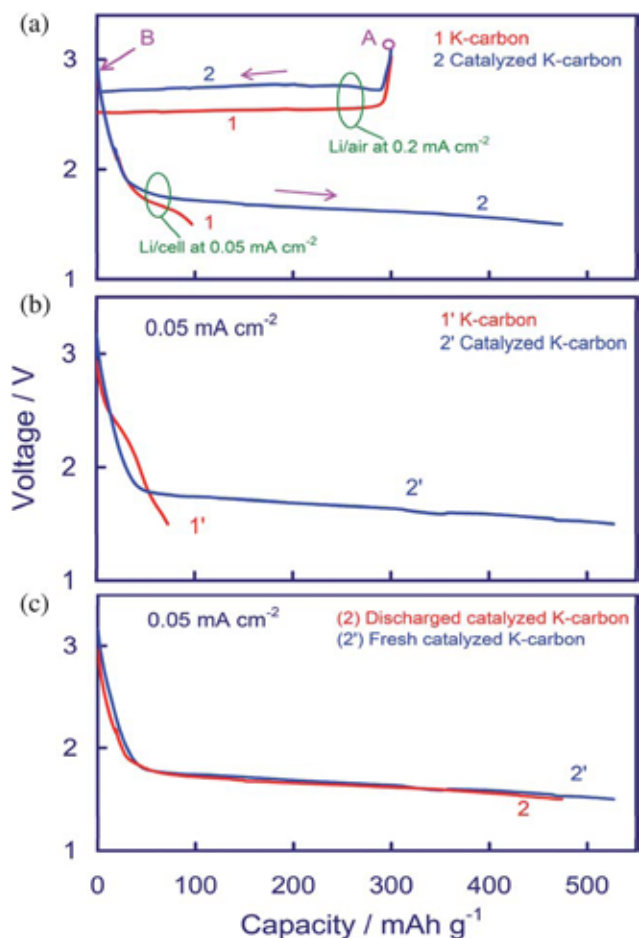 (a)
B
A
1 K-carbon
2 Catalyzed K-carbon
3
2
1
Li/air at 0.2 mA cm-2
2
1
2
Li/cell at 0.05 mA cm-2
1
(b)
0.05 mA cm-2
1' K-carbon
2' Catalyzed K-carbon
3
Voltage / V
2
2'
1'
1
(c)
0.05 mA cm-2
(2) Discharged catalyzed K-carbon
(2') Fresh catalyzed K-carbon
3
2
2'
2
1
0 100 200 300 400 500
Capacity / mAh g-1